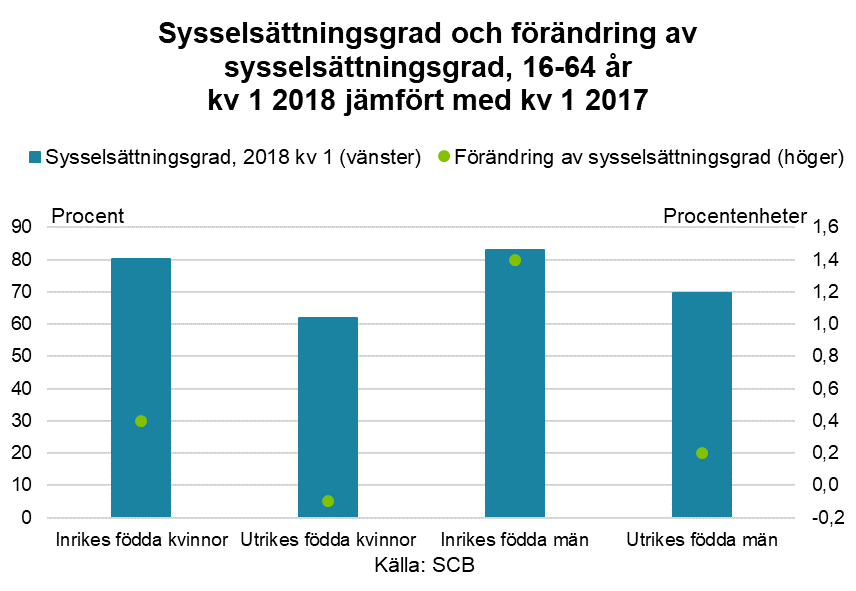 Sysselsättningsgrad och förändring av
sysselsättningsgrad, 16-64 år
kv 1 2018 jämfört med kv 1 2017
Sysselsättningsgrad, 2018 kv 1 (vänster) Förändring av sysselsättningsgrad (höger)
Procent Procentenheter
90 1,6
80 1,4
70 1,2
60 1,0
50 0,8
40 0,6
30 0,4
20 0,2
10 0,0
0 -0,2
Inrikes födda kvinnor Utrikes födda kvinnor Inrikes födda män Utrikes födda män
Källa: SCB